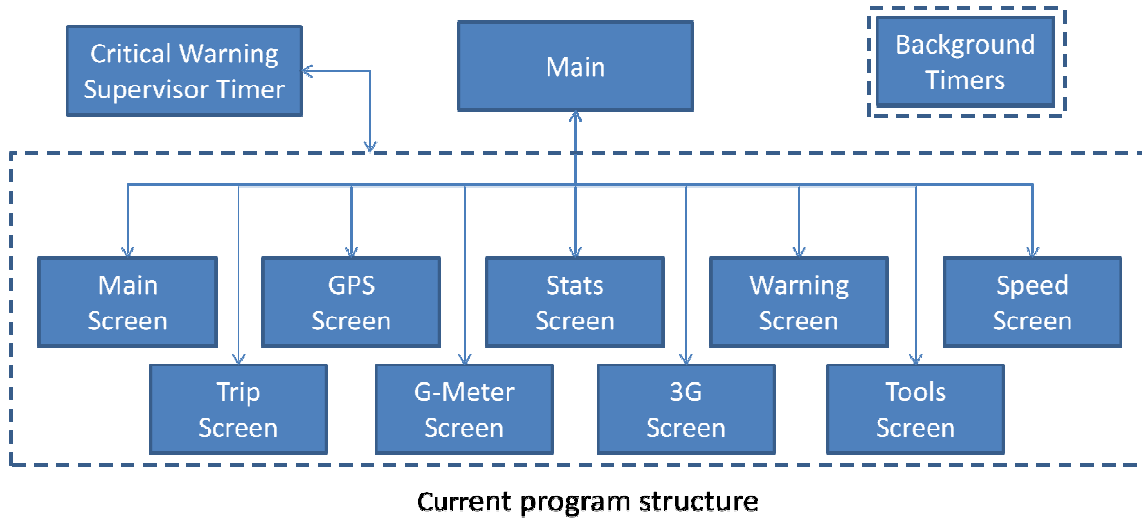 Critical Warning
Supervisor Timer
Main
Background
Timers
Main
Screen
GPS
Screen
Stats
Screen
Warning
Screen
Speed
Screen
Trip
Screen
G-Meter
Screen
3G
Screen
Tools
Screen
Current program structure